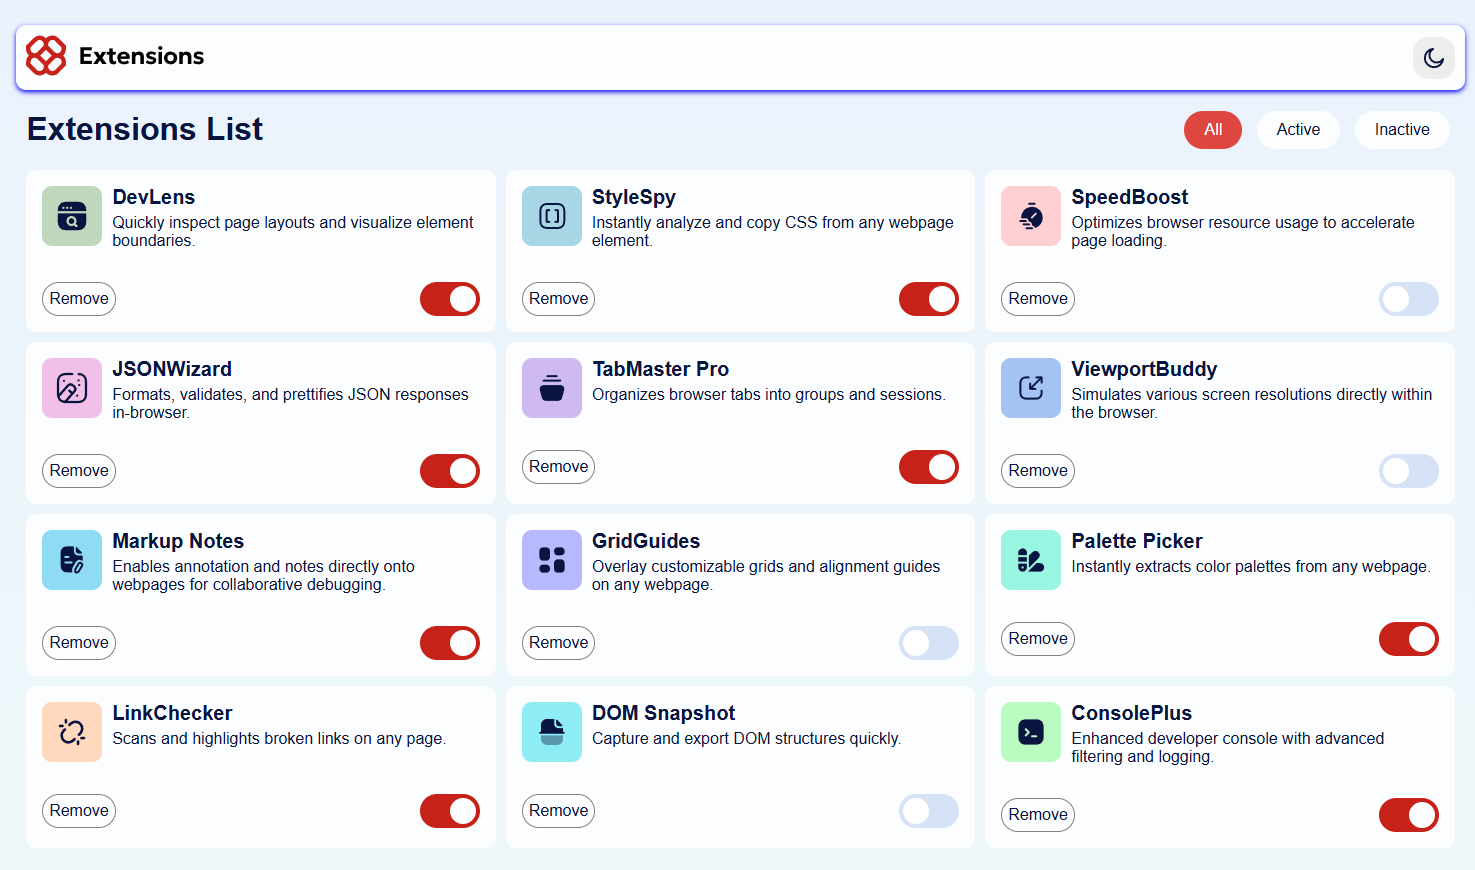 Extensions
Extensions List
All
Active
Inactive
DevLens
Quickly inspect page layouts and visualize element
boundaries.
Remove
StyleSpy
Instantly analyze and copy CSS from any webpage
element.
Remove
SpeedBoost
Optimizes browser resource usage to accelerate
page loading.
Remove
JSONWizard
Formats, validates, and prettifies JSON responses
in-browser.
Remove
TabMaster Pro
Organizes browser tabs into groups and sessions.
Remove
ViewportBuddy
Simulates various screen resolutions directly within
the browser.
Remove
Markup Notes
Enables annotation and notes directly onto
webpages for collaborative debugging.
Remove
GridGuides
Overlay customizable grids and alignment guides
on any webpage.
Remove
Palette Picker
Instantly extracts color palettes from any webpage.
Remove
LinkChecker
Scans and highlights broken links on any page.
Remove
DOM Snapshot
Capture and export DOM structures quickly.
Remove
ConsolePlus
Enhanced developer console with advanced
filtering and logging.
Remove